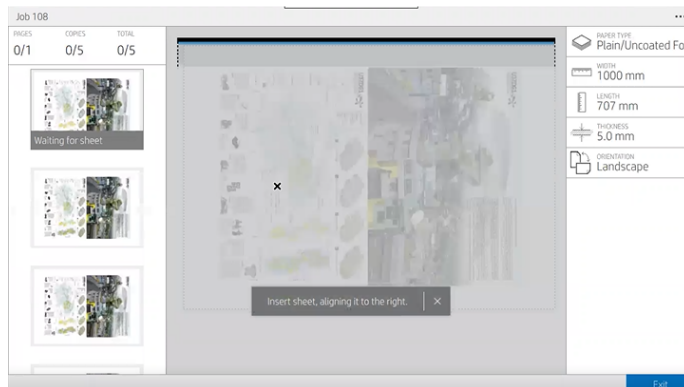 Job 108
PAGES COPIES TOTAL
0/1 0/5 0/5
Waiting for sheet
Insert sheet, aligning it to the right.
PAPER TYPE
Plain/Uncoated Fo
WIDTH
1000 mm
LENGTH
707 mm
THICKNESS
5.0 mm
ORIENTATION
Landscape
Exit